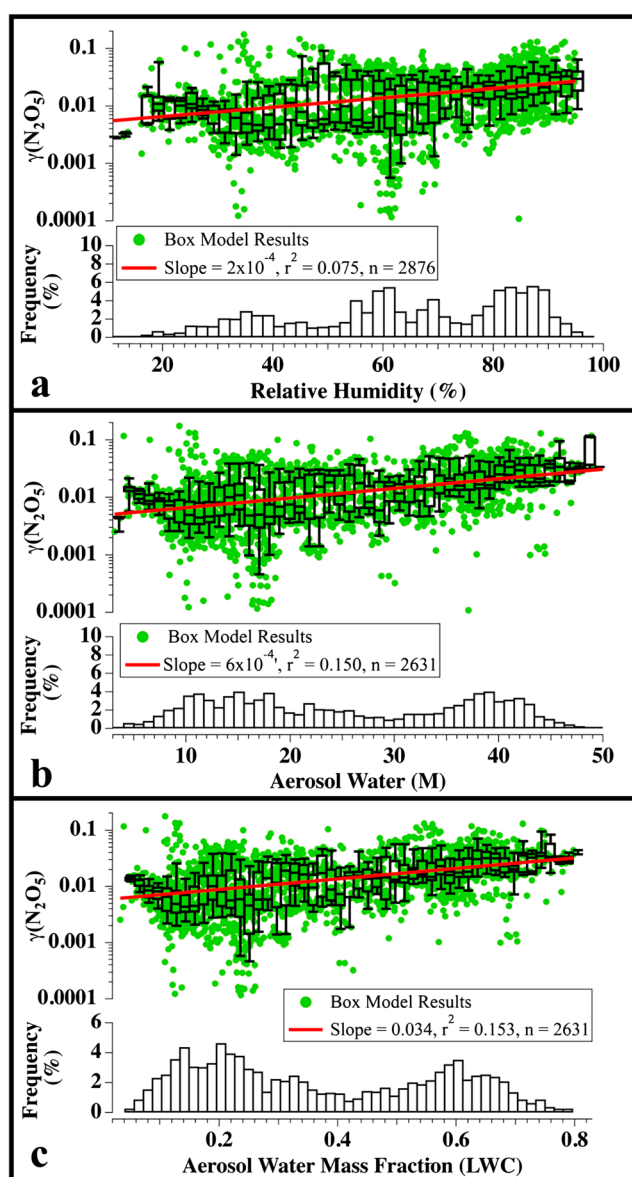 0.1
0.01
0.001
0.0001
γ(N₂O₅)
Box Model Results
Slope = 2x10⁻⁴, r² = 0.075, n = 2876
10
8
6
4
2
0
Frequency
(%)
20
40
60
80
100
a
Relative Humidity (%)
0.1
0.01
0.001
0.0001
γ(N₂O₅)
Box Model Results
Slope = 6x10⁻⁴', r² = 0.150, n = 2631
10
8
6
4
2
0
Frequency
(%)
10
20
30
40
50
b
Aerosol Water (M)
0.1
0.01
0.001
0.0001
γ(N₂O₅)
Box Model Results
Slope = 0.034, r² = 0.153, n = 2631
6
4
2
0
Frequency
(%)
0.2
0.4
0.6
0.8
c
Aerosol Water Mass Fraction (LWC)